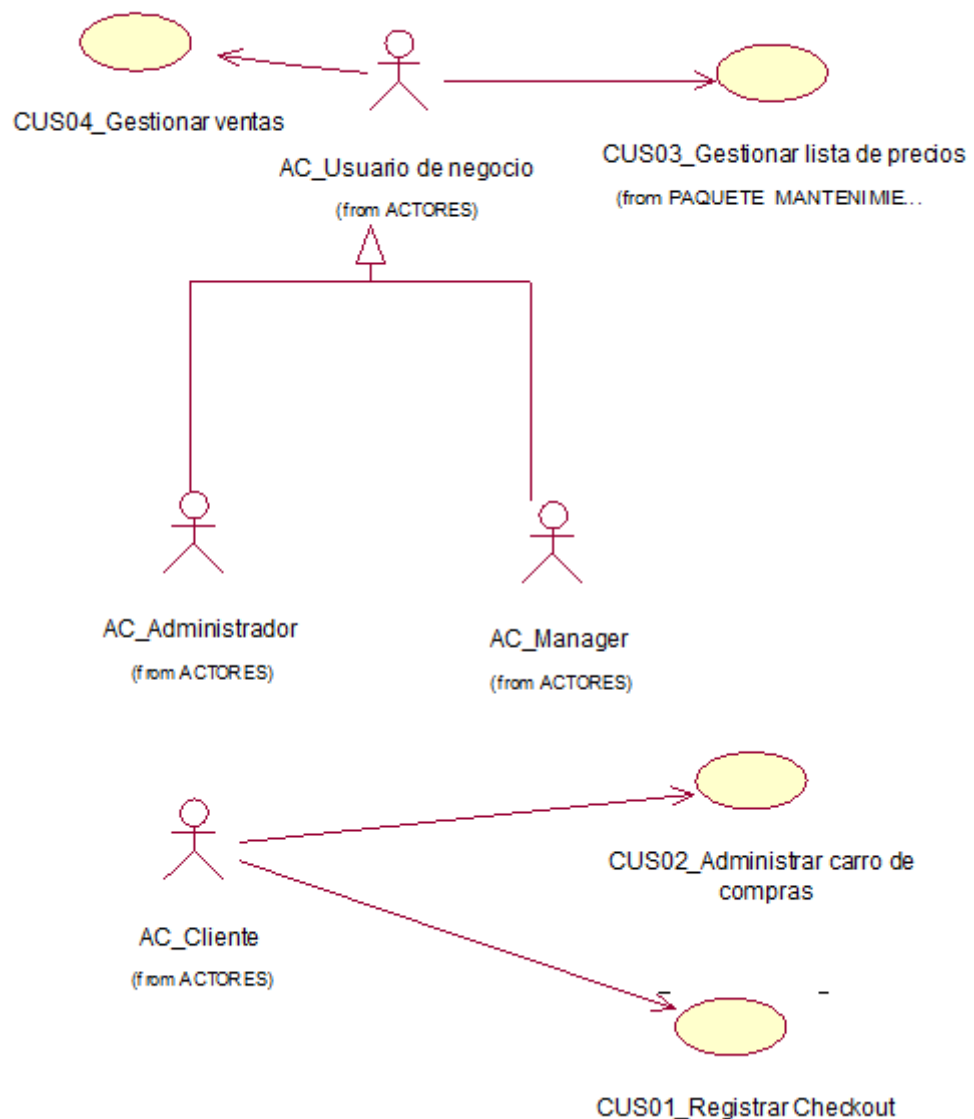 CUS04_Gestionar ventas
AC_Usuario de negocio
(from ACTORES)
CUS03_Gestionar lista de precios
(from PAQUETE MANTENIMIE...
AC_Administrador
(from ACTORES)
AC_Manager
(from ACTORES)
CUS02_Administrar carro de
compras
AC_Cliente
(from ACTORES)
CUS01_Registrar Checkout